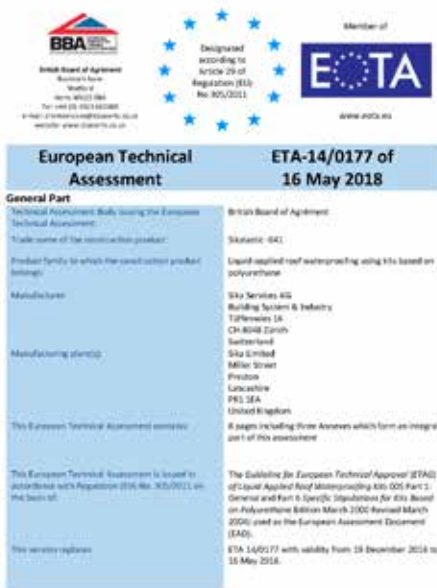 BBA
British Board of Agrément
Watford
Member of
Designated
according to
Article 29 of
Regulation (EU)
No 305/2011
EOTA
www.eota.eu
European Technical
Assessment
ETA-14/0177 of
16 May 2018
General Part
Technical Assessment Body issuing the European
Technical Assessment:
British Board of Agrément
Trade name of the construction product:
Sikalastic -641
Product family to which the construction product
belongs:
Liquid-applied roof waterproofing using kits based on
polyurethane
Manufacturer:
Sika Services AG
Building System & Industry
Tüffenwies 16
CH-8048 Zürich
Switzerland
Manufacturing plant(s):
Sika Limited
Miller Street
Preston
Lancashire
PR1 1EA
United Kingdom
This European Technical Assessment contains:
8 pages including three Annexes which form an integral
part of this assessment
This European Technical Assessment is issued in
accordance with Regulation (EU) No. 305/2011 on
the basis of:
The Guideline for European Technical Approval (ETAG)
of Liquid Applied Roof Waterproofing Kits 005 Part 1:
General and Part 6 Specific Stipulations for Kits Based
on Polyurethane Edition March 2000 Revised March
2004) used as the European Assessment Document
(EAD).
This version replaces:
ETA 14/0177 with validity from 19 December 2016 to
16 May 2018.